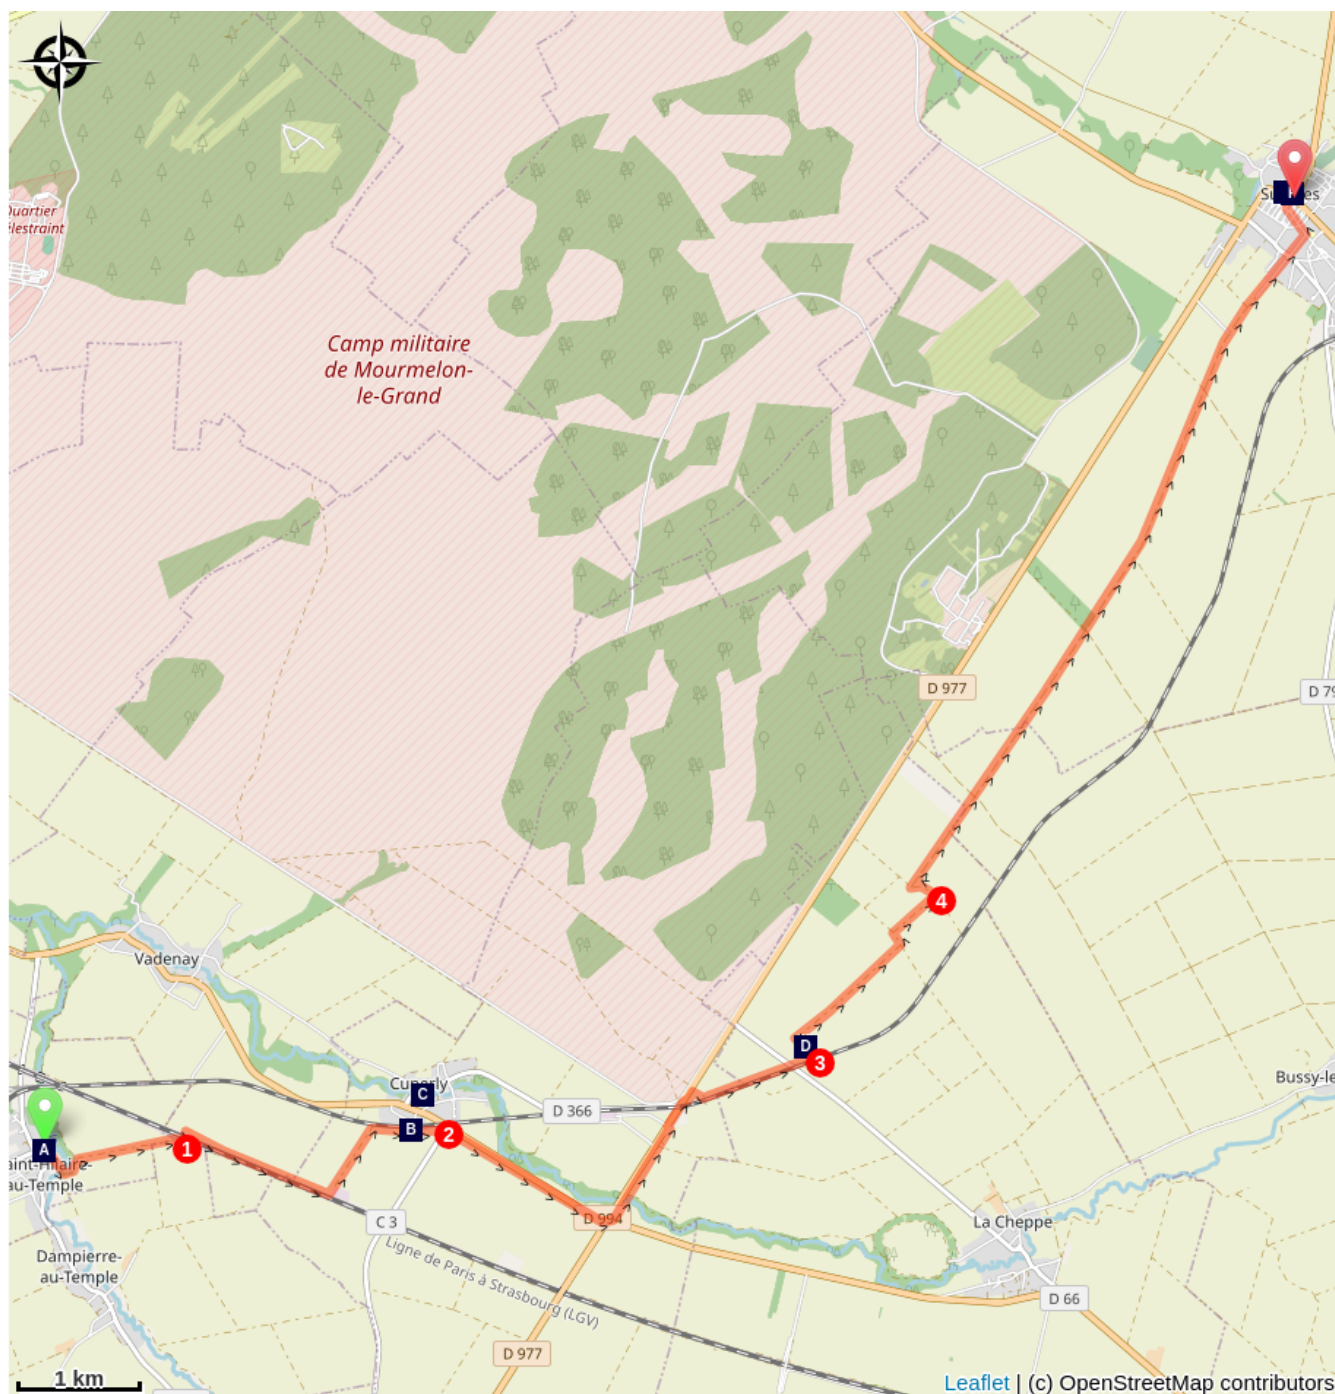 Quartier
élestraint
Camp militaire
de Mourmelon-
le-Grand
D 977
D 79
4
Vadenay
D
3
Cuperly
C
D 366
B
2
A
1
aint-Hilaire-
au-Temple
Bussy-le
La Cheppe
D 994
C 3
Dampierre-
au-Temple
Ligne de Paris à Strasbourg (LGV)
D 66
D 977
1 km
Leaflet | (c) OpenStreetMap contributors